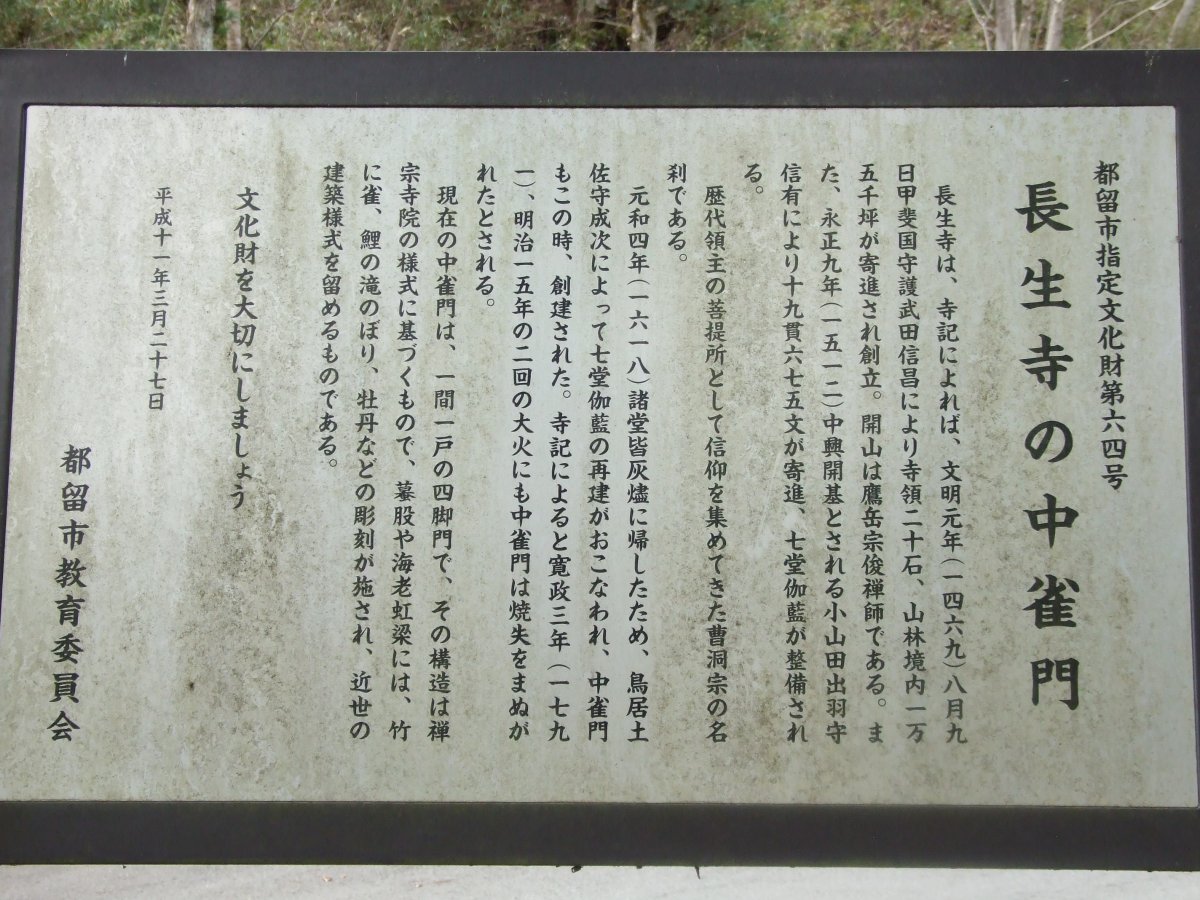 都留市指定文化財第六四号
長生寺の中雀門
長生寺は、寺記によれば、文明元年(一四六九)八月九
日甲斐国守護武田信昌により寺領二十石、山林境内一万
五千坪が寄進され創立。開山は鷹岳宗俊禅師である。ま
た、永正九年(一五一二)中興開基とされる小山田出羽守
信有により十九貫六七五文が寄進、七堂伽藍が整備され
る。
歴代領主の菩提所として信仰を集めてきた曹洞宗の名
刹である。
元和四年(一六一八)諸堂皆灰燼に帰したため、鳥居土
佐守成次によって七堂伽藍の再建がおこなわれ、中雀門
もこの時、創建された。寺記によると寛政三年(一七九
一)、明治一五年の二回の大火にも中雀門は焼失をまぬが
れたとされる。
現在の中雀門は、一間一戸の四脚門で、その構造は禅
宗寺院の様式に基づくもので、蟇股や海老虹梁には、竹
に雀、鯉の滝のぼり、牡丹などの彫刻が施され、近世の
建築様式を留めるものである。
文化財を大切にしましょう
平成十一年三月二十七日
都留市教育委員会